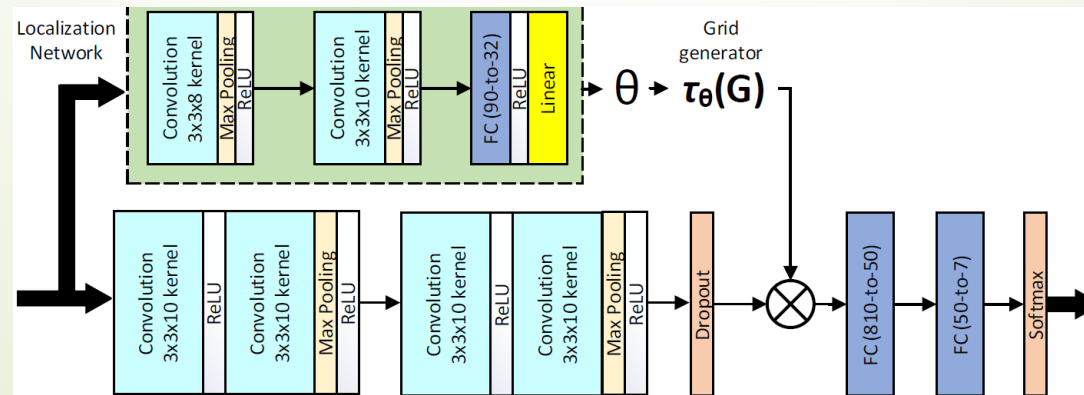 Localization
Network
Convolution
3x3x8 kernel
Max Pooling
ReLU
Convolution
3x3x10 kernel
Max Pooling
ReLU
FC (90-to-32)
ReLU
Linear
θ
Grid
generator
τθ(G)
Convolution
3x3x10 kernel
ReLU
Convolution
3x3x10 kernel
Max Pooling
ReLU
Convolution
3x3x10 kernel
ReLU
Convolution
3x3x10 kernel
Max Pooling
ReLU
Dropout
FC (810-to-50)
FC (50-to-7)
Softmax